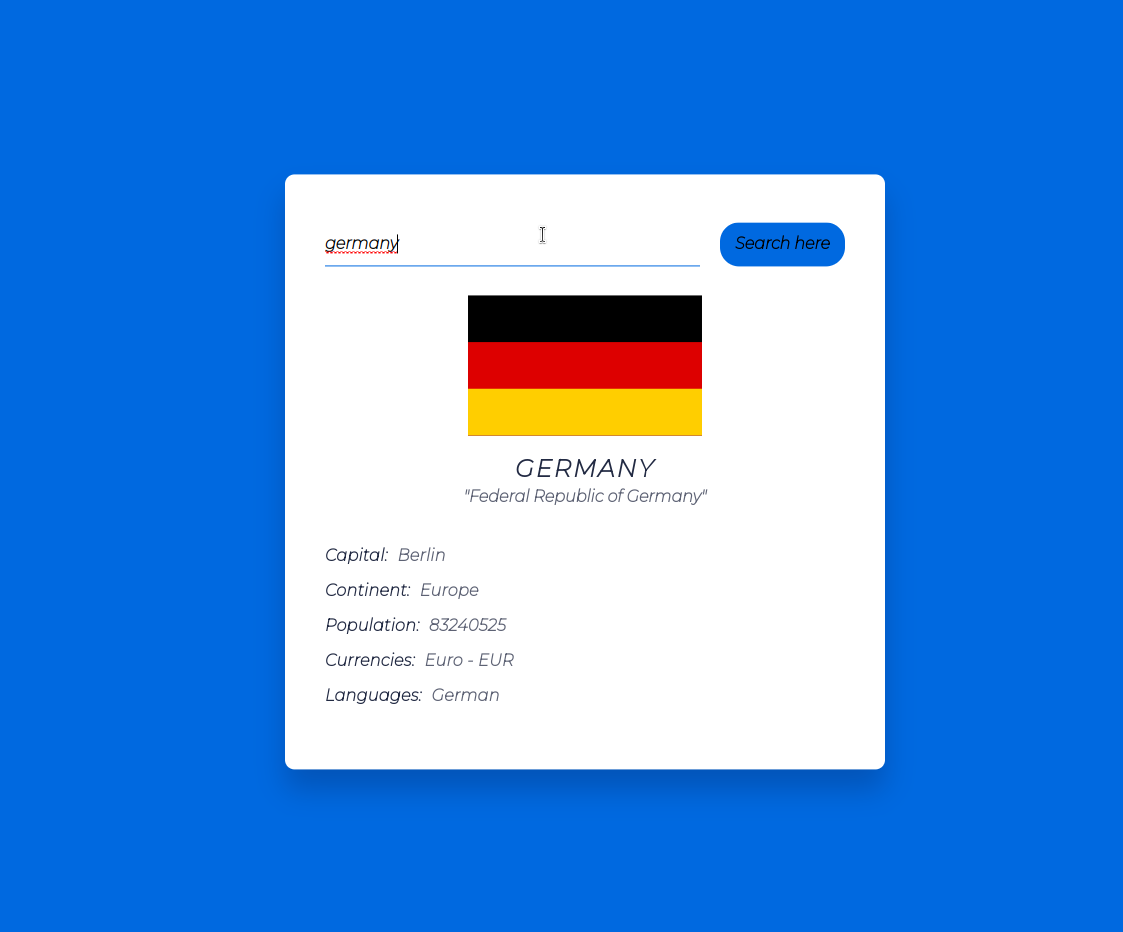 germany
Search here
GERMANY
"Federal Republic of Germany"
Capital: Berlin
Continent: Europe
Population: 83240525
Currencies: Euro - EUR
Languages: German